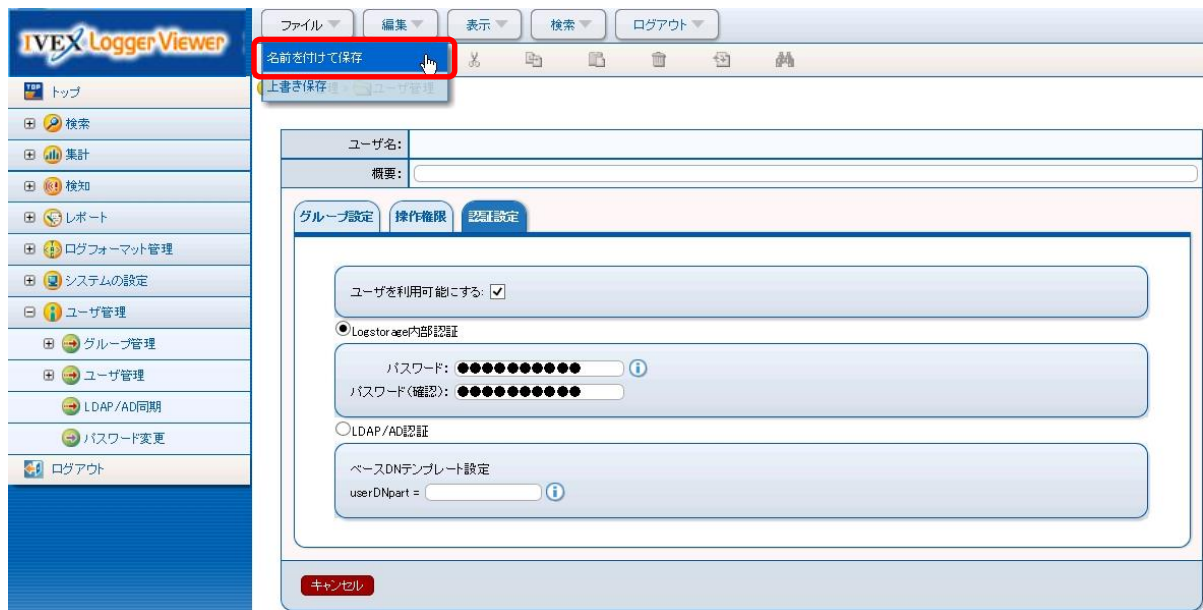 IVEX Logger Viewer
ファイル 編集 表示 検索 ログアウト
名前を付けて保存
上書き保存
ユーザ管理
TOP トップ
検索
集計
検知
レポート
ログフォーマット管理
システムの設定
ユーザ管理
グループ管理
ユーザ管理
LDAP/AD同期
パスワード変更
ログアウト
ユーザ名:
概要:
グループ設定 操作権限 認証設定
ユーザを利用可能にする:
Logstorage内部認証
パスワード: ●●●●●●●●●●
パスワード(確認): ●●●●●●●●●●
LDAP/AD認証
ベースDNテンプレート設定
userDNpart =
キャンセル